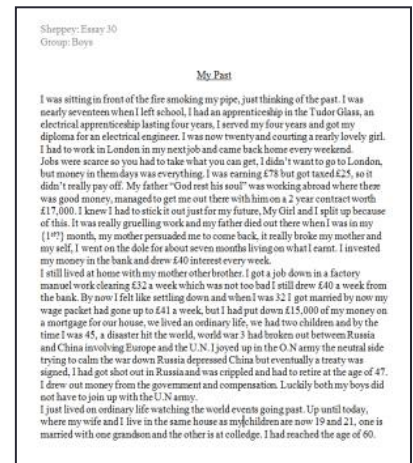 Sheppey: Essay 30
Group: Boys
My Past
I was sitting in front of the fire smoking my pipe, just thinking of the past. I was
nearly seventeen when I left school, I had an apprenticeship in the Tudor Glass, an
electrical apprenticeship lasting four years, I served my four years and got my
diploma for an electrical engineer. I was now twenty and courting a rearly lovely girl.
I had to work in London in my next job and came back home every weekend.
Jobs were scarce so you had to take what you can get, I didn't want to go to London,
but money in them days was everything. I was earning £78 but got taxed £25, so it
didn't really pay off. My father "God rest his soul" was working abroad where there
was good money, managed to get me out there with him on a 2 year contract worth
£17,000. I knew I had to stick it out just for my future, My Girl and I split up because
of this. It was really gruelling work and my father died out there when I was in my
{1st?} month, my mother persuaded me to come back, it really broke my mother and
my self, I went on the dole for about seven months living on what I earnt. I invested
my money in the bank and drew £40 interest every week.
I still lived at home with my mother other brother. I got a job down in a factory
manuel work clearing £32 a week which was not too bad I still drew £40 a week from
the bank. By now I felt like settling down and when I was 32 I got married by now my
wage packet had gone up to £41 a week, but I had put down £15,000 of my money on
a mortgage for our house, we lived an ordinary life, we had two children and by the
time I was 45, a disaster hit the world, world war 3 had broken out between Russia
and China involving Europe and the U.N. I joyed up in the O.N army the neutral side
trying to calm the war down Russia depressed China but eventually a treaty was
signed, I had got shot out in Russia and was crippled and had to retire at the age of 47.
I drew out money from the government and compensation. Luckily both my boys did
not have to join up with the U.N army.
I just lived on ordinary life watching the world events going past. Up until today,
where my wife and I live in the same house as my children are now 19 and 21, one is
married with one grandson and the other is at colledge. I had reached the age of 60.